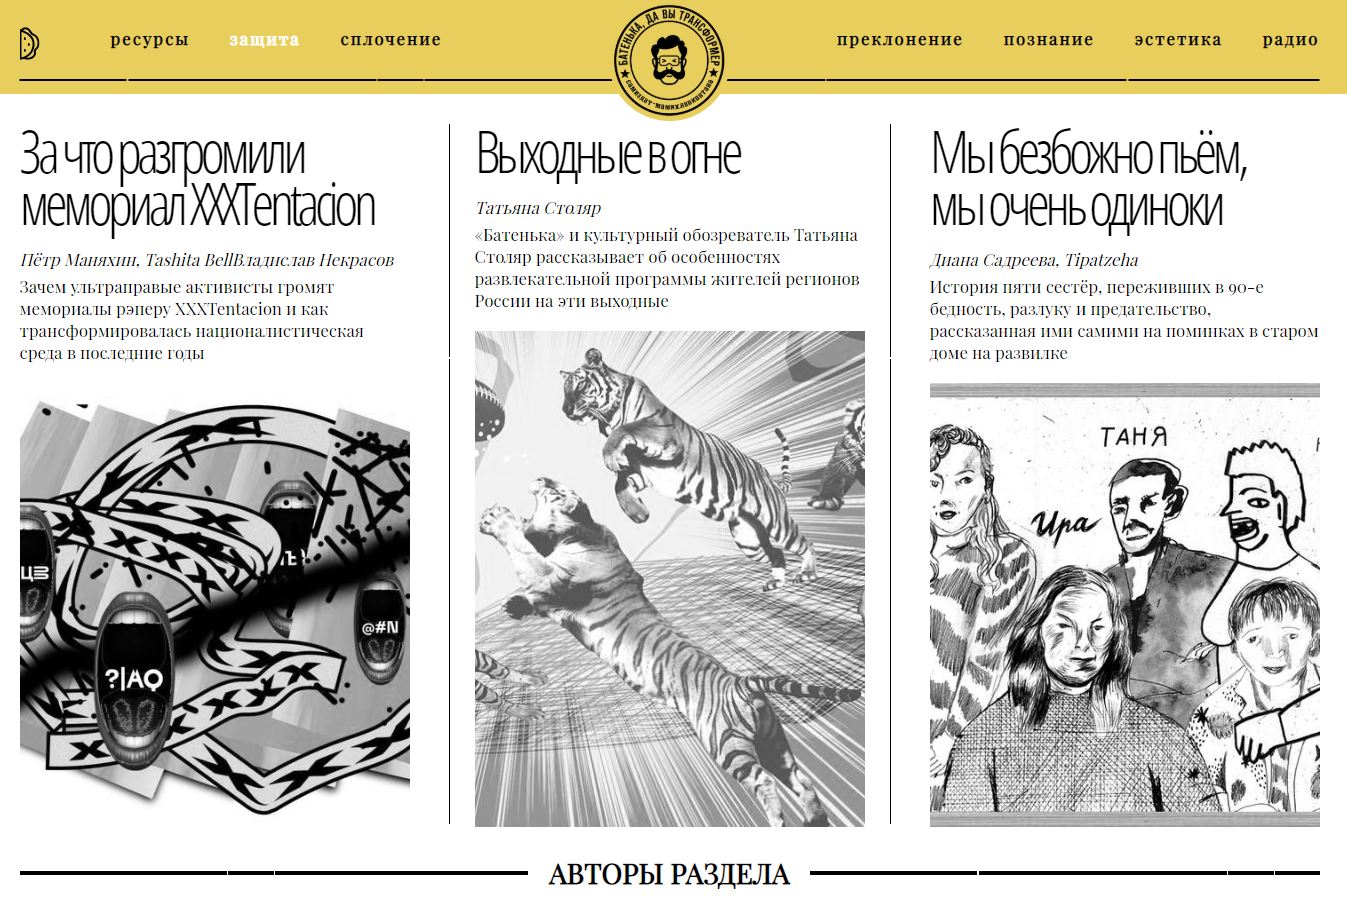 ресурсы
защита
сплочение
БАТЕНЬКА, ДА ВЫ ТРАНСФОРМЕР
самиздат-мамихлапинатана
преклонение
познание
эстетика
радио
За что разгромили
мемориал XXXTentacion
Пётр Маняхин, Tashita BellВладислав Некрасов
Зачем ультраправые активисты громят
мемориалы рэперу XXXTentacion и как
трансформировалась националистическая
среда в последние годы
@#N
Выходные в огне
Татьяна Столяр
«Батенька» и культурный обозреватель Татьяна
Столяр рассказывает об особенностях
развлекательной программы жителей регионов
России на эти выходные
Мы безбожно пьём,
мы очень одиноки
Диана Садреева, Tipatzeha
История пяти сестёр, переживших в 90-е
бедность, разлуку и предательство,
рассказанная ими самими на поминках в старом
доме на развилке
ТАНЯ
Ира
АВТОРЫ РАЗДЕЛА